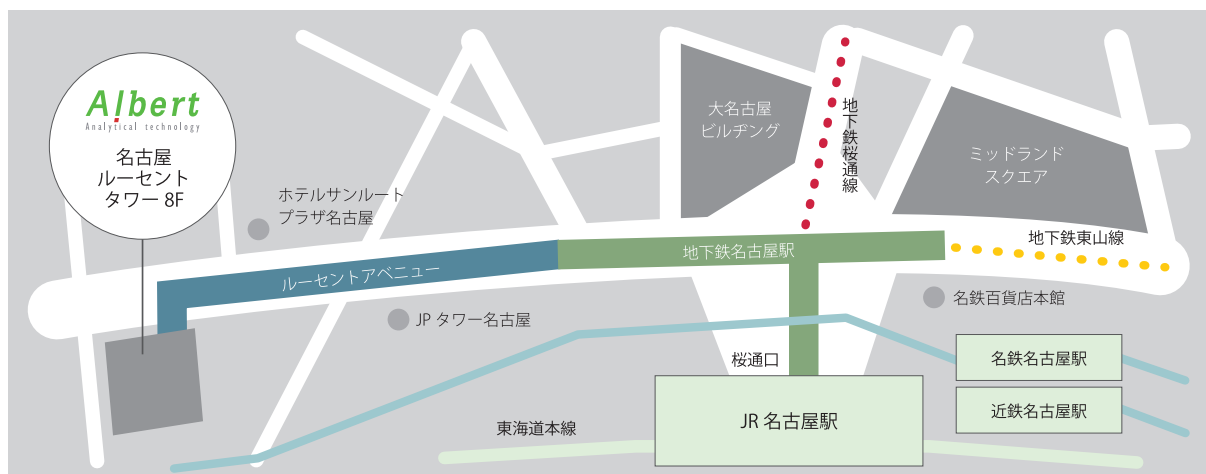 Albert
Analytical technology
名古屋
ルーセント
タワー 8F
ホテルサンルート
プラザ名古屋
大名古屋
ビルヂング
地下鉄桜通線
ミッドランド
スクエア
地下鉄東山線
地下鉄名古屋駅
ルーセントアベニュー
JP タワー名古屋
名鉄百貨店本館
桜通口
名鉄名古屋駅
近鉄名古屋駅
JR 名古屋駅
東海道本線